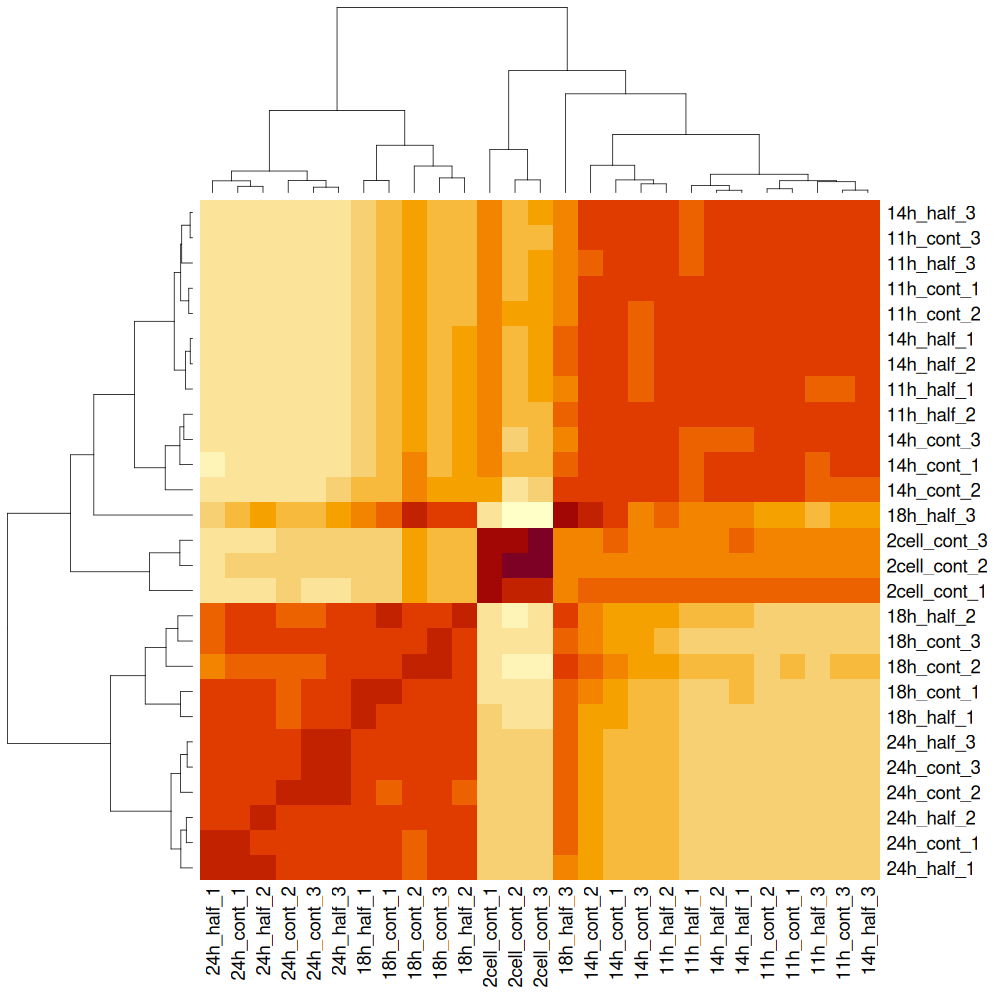 14h_half_3
11h_cont_3
11h_half_3
11h_cont_1
11h_cont_2
14h_half_1
14h_half_2
11h_half_1
11h_half_2
14h_cont_3
14h_cont_1
14h_cont_2
18h_half_3
2cell_cont_3
2cell_cont_2
2cell_cont_1
18h_half_2
18h_cont_3
18h_cont_2
18h_cont_1
18h_half_1
24h_half_3
24h_cont_3
24h_cont_2
24h_half_2
24h_cont_1
24h_half_1
24h_half_1
24h_cont_1
24h_half_2
24h_cont_2
24h_cont_3
24h_half_3
18h_half_1
18h_cont_1
18h_cont_2
18h_cont_3
18h_half_2
2cell_cont_1
2cell_cont_2
2cell_cont_3
18h_half_3
14h_cont_2
14h_cont_1
14h_cont_3
11h_half_2
11h_half_1
14h_half_2
14h_half_1
11h_cont_2
11h_cont_1
11h_half_3
11h_cont_3
14h_half_3